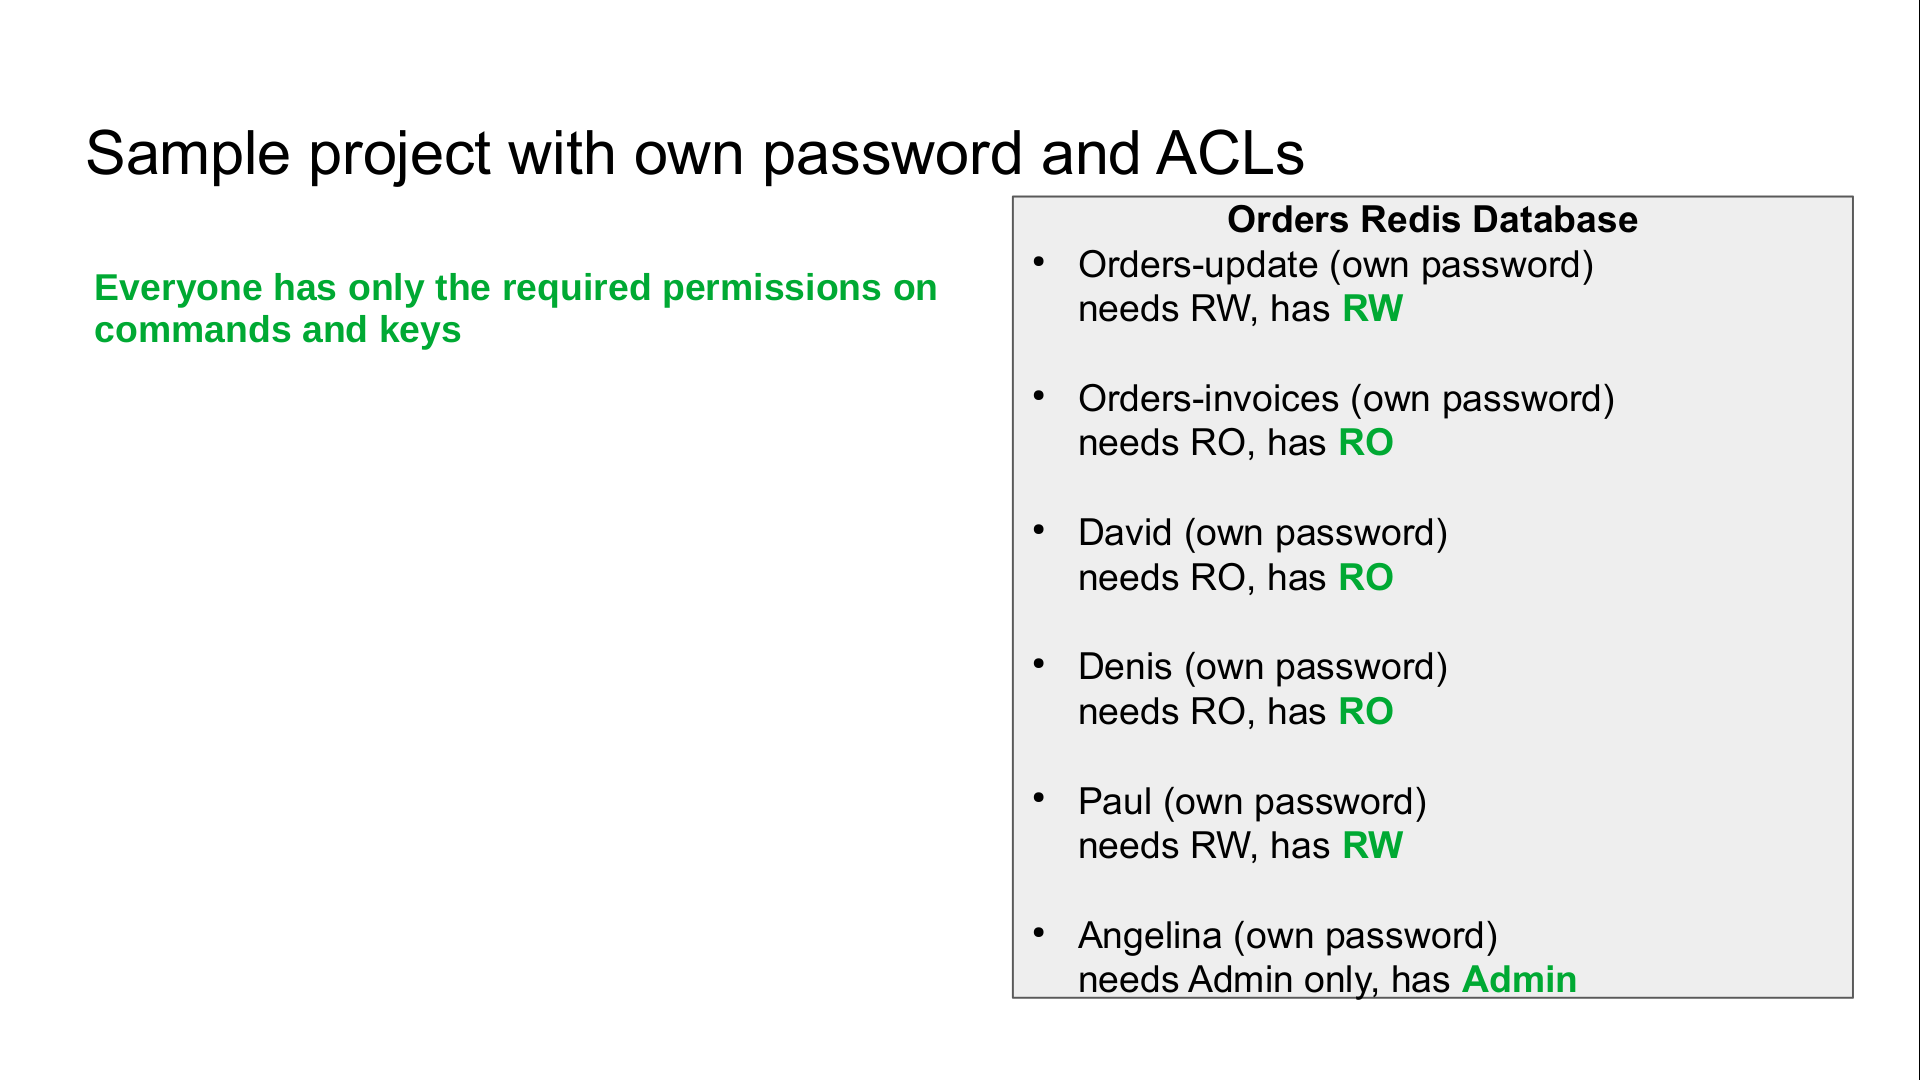 Sample project with own password and ACLs
Everyone has only the required permissions on
commands and keys
Orders Redis Database
• Orders-update (own password)
needs RW, has RW
• Orders-invoices (own password)
needs RO, has RO
• David (own password)
needs RO, has RO
• Denis (own password)
needs RO, has RO
• Paul (own password)
needs RW, has RW
• Angelina (own password)
needs Admin only, has Admin